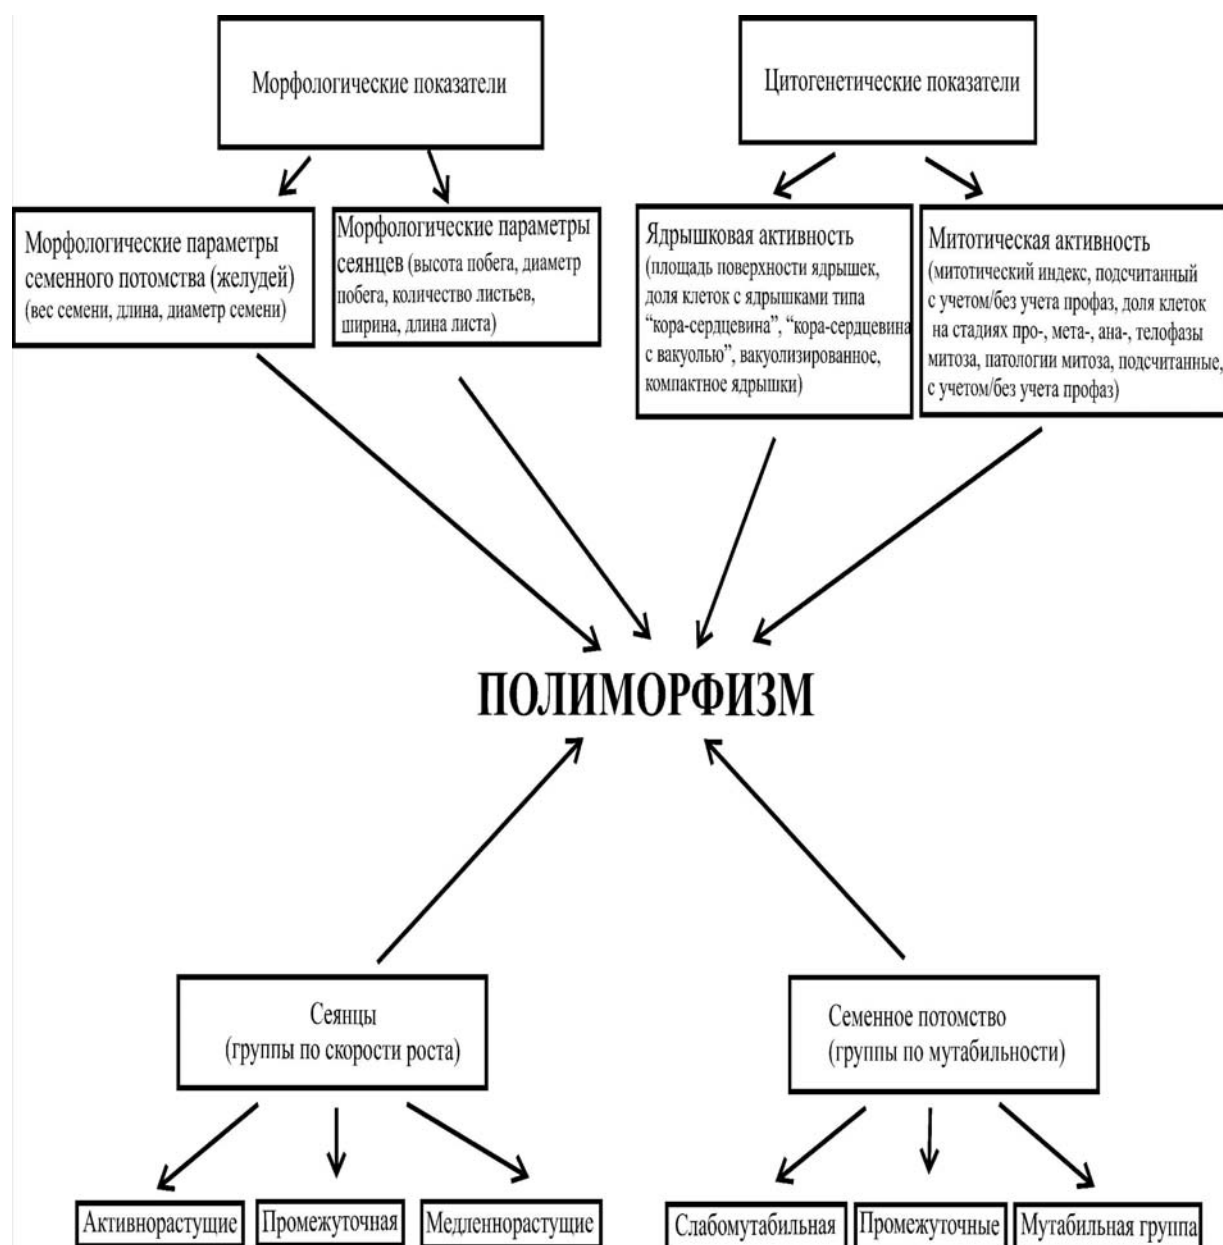 Морфологические показатели
Цитогенетические показатели
Морфологические параметры
семенного потомства (желудей)
(вес семени, длина, диаметр семени)
Морфологические параметры
сеянцев (высота побега, диаметр
побега, количество листьев,
ширина, длина листа)
Ядрышковая активность
(площадь поверхности ядрышек,
доля клеток с ядрышками типа
“кора-сердцевина”, “кора-сердцевина
с вакуолью”, вакуолизированное,
компактное ядрышки)
Митотическая активность
(митотический индекс, подсчитанный
с учетом/без учета профаз, доля клеток
на стадиях про-, мета-, ана-, телофазы
митоза, патологии митоза, подсчитанные,
с учетом/без учета профаз)
ПОЛИМОРФИЗМ
Сеянцы
(группы по скорости роста)
Семенное потомство
(группы по мутабильности)
Активнорастущие
Промежуточная
Медленнорастущие
Слабомутабильная
Промежуточные
Мутабильная группа